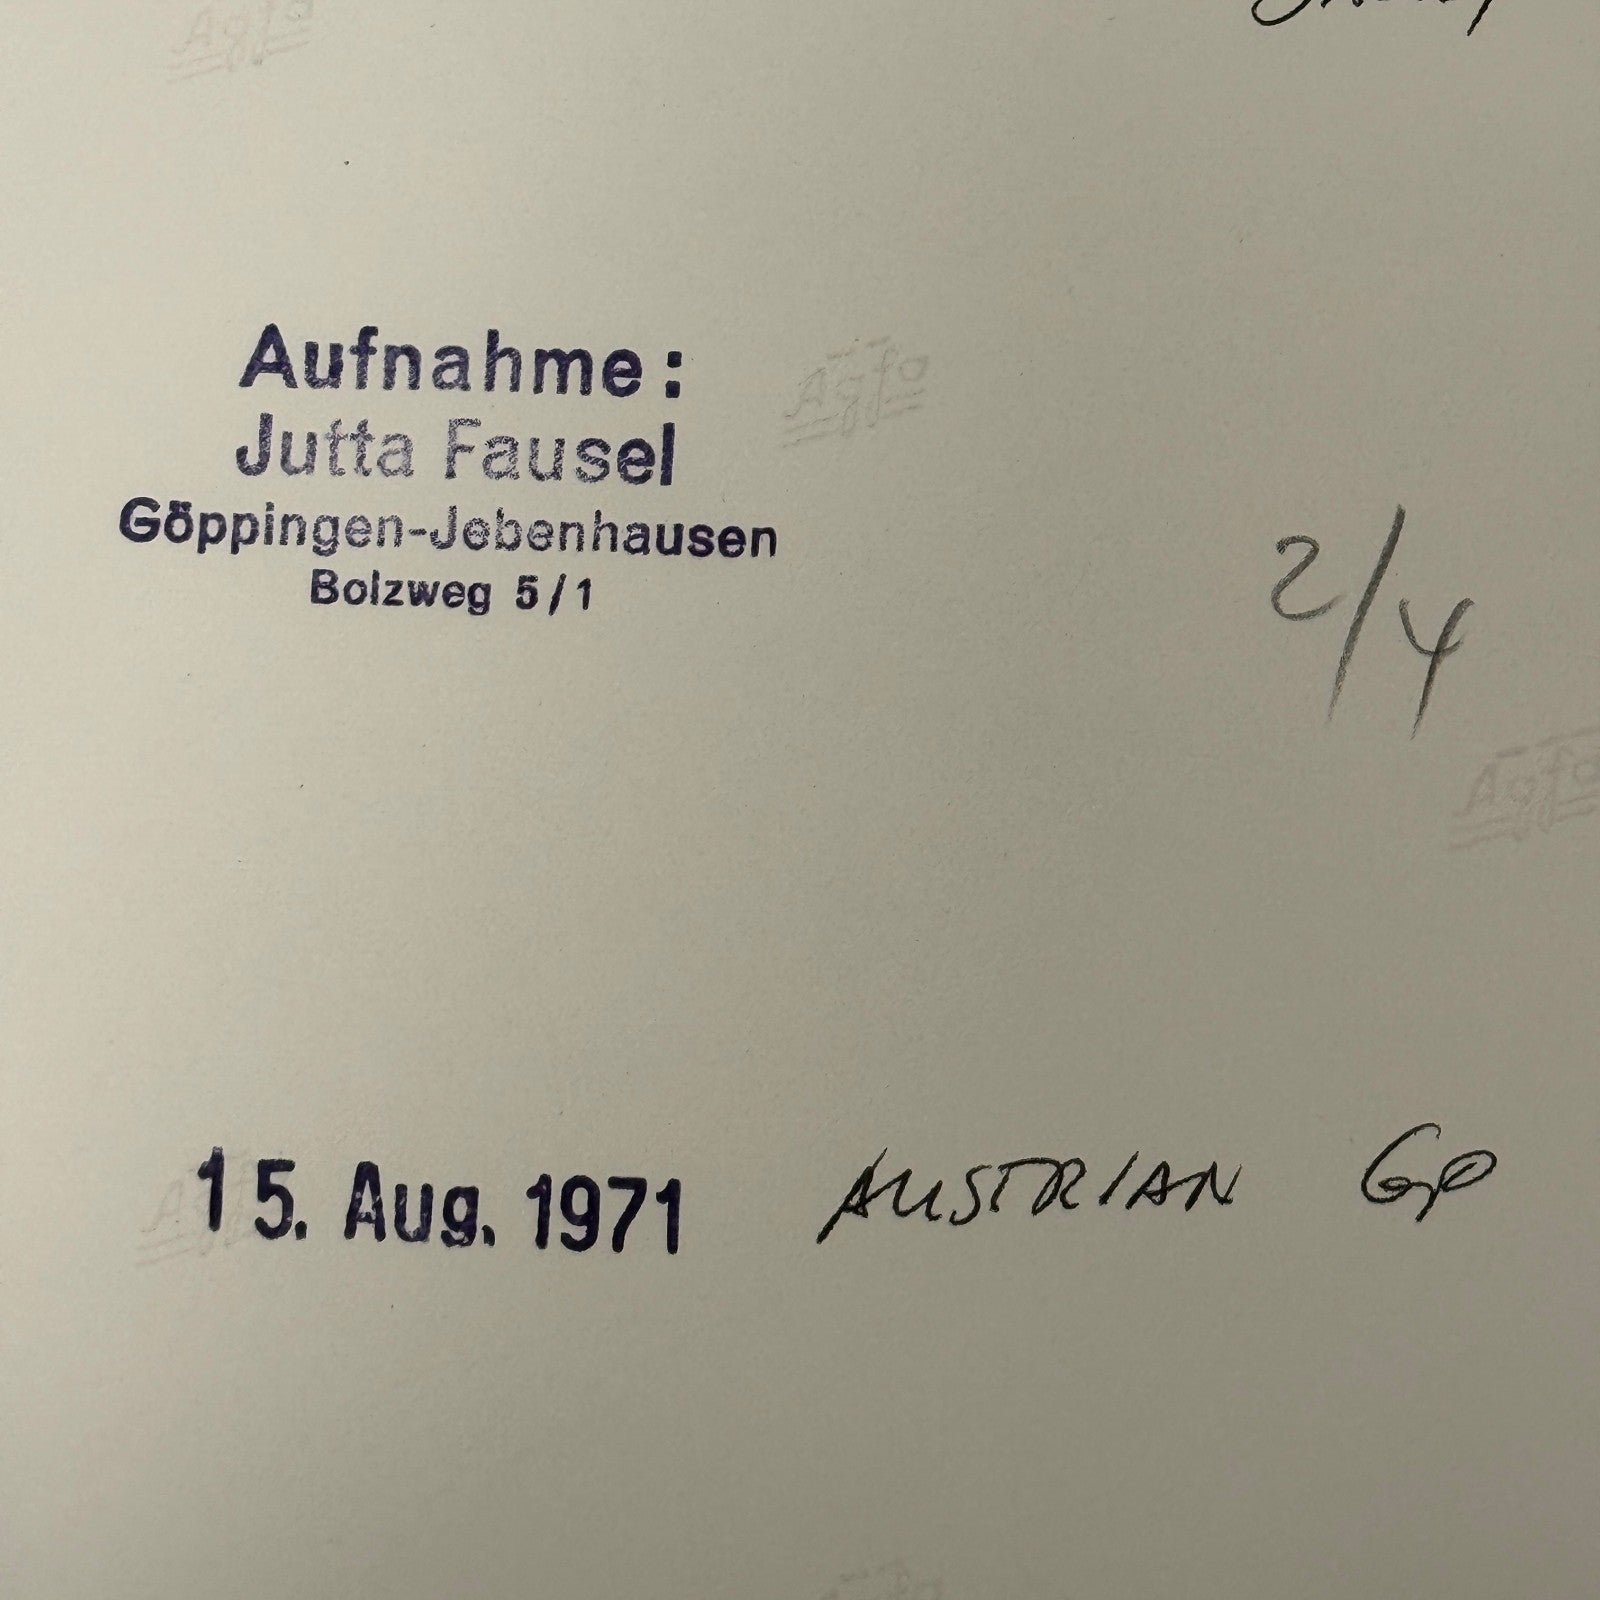 Aufnahme:
Jutta Fausel
Göppingen-Jebenhausen
Bolzweg 5/1
2/4
15. Aug. 1971 AUSTRIAN GP